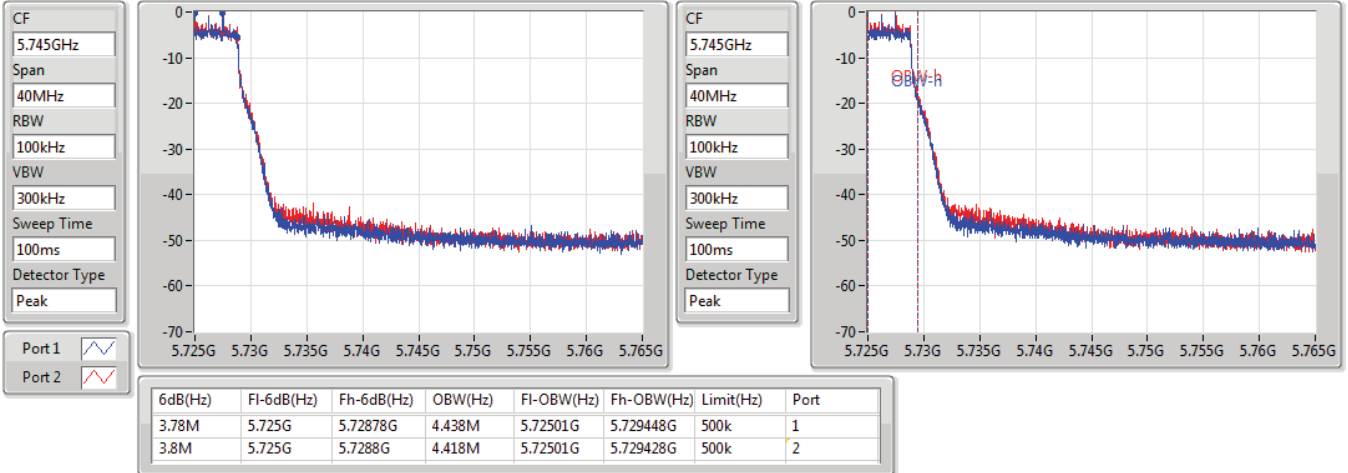 CF
5.745GHz
Span
40MHz
RBW
100kHz
VBW
300kHz
Sweep Time
100ms
Detector Type
Peak
Port 1
Port 2
0
-10
-20
-30
-40
-50
-60
-70
5.725G 5.73G 5.735G 5.74G 5.745G 5.75G 5.755G 5.76G 5.765G
CF
5.745GHz
Span
40MHz
RBW
100kHz
VBW
300kHz
Sweep Time
100ms
Detector Type
Peak
0
-10
-20
-30
-40
-50
-60
-70
OBW-h
OBW-h
5.725G 5.73G 5.735G 5.74G 5.745G 5.75G 5.755G 5.76G 5.765G
6dB(Hz) Fl-6dB(Hz) Fh-6dB(Hz) OBW(Hz) Fl-OBW(Hz) Fh-OBW(Hz) Limit(Hz) Port
3.78M 5.725G 5.72878G 4.438M 5.72501G 5.729448G 500k 1
3.8M 5.725G 5.7288G 4.418M 5.72501G 5.729428G 500k 2